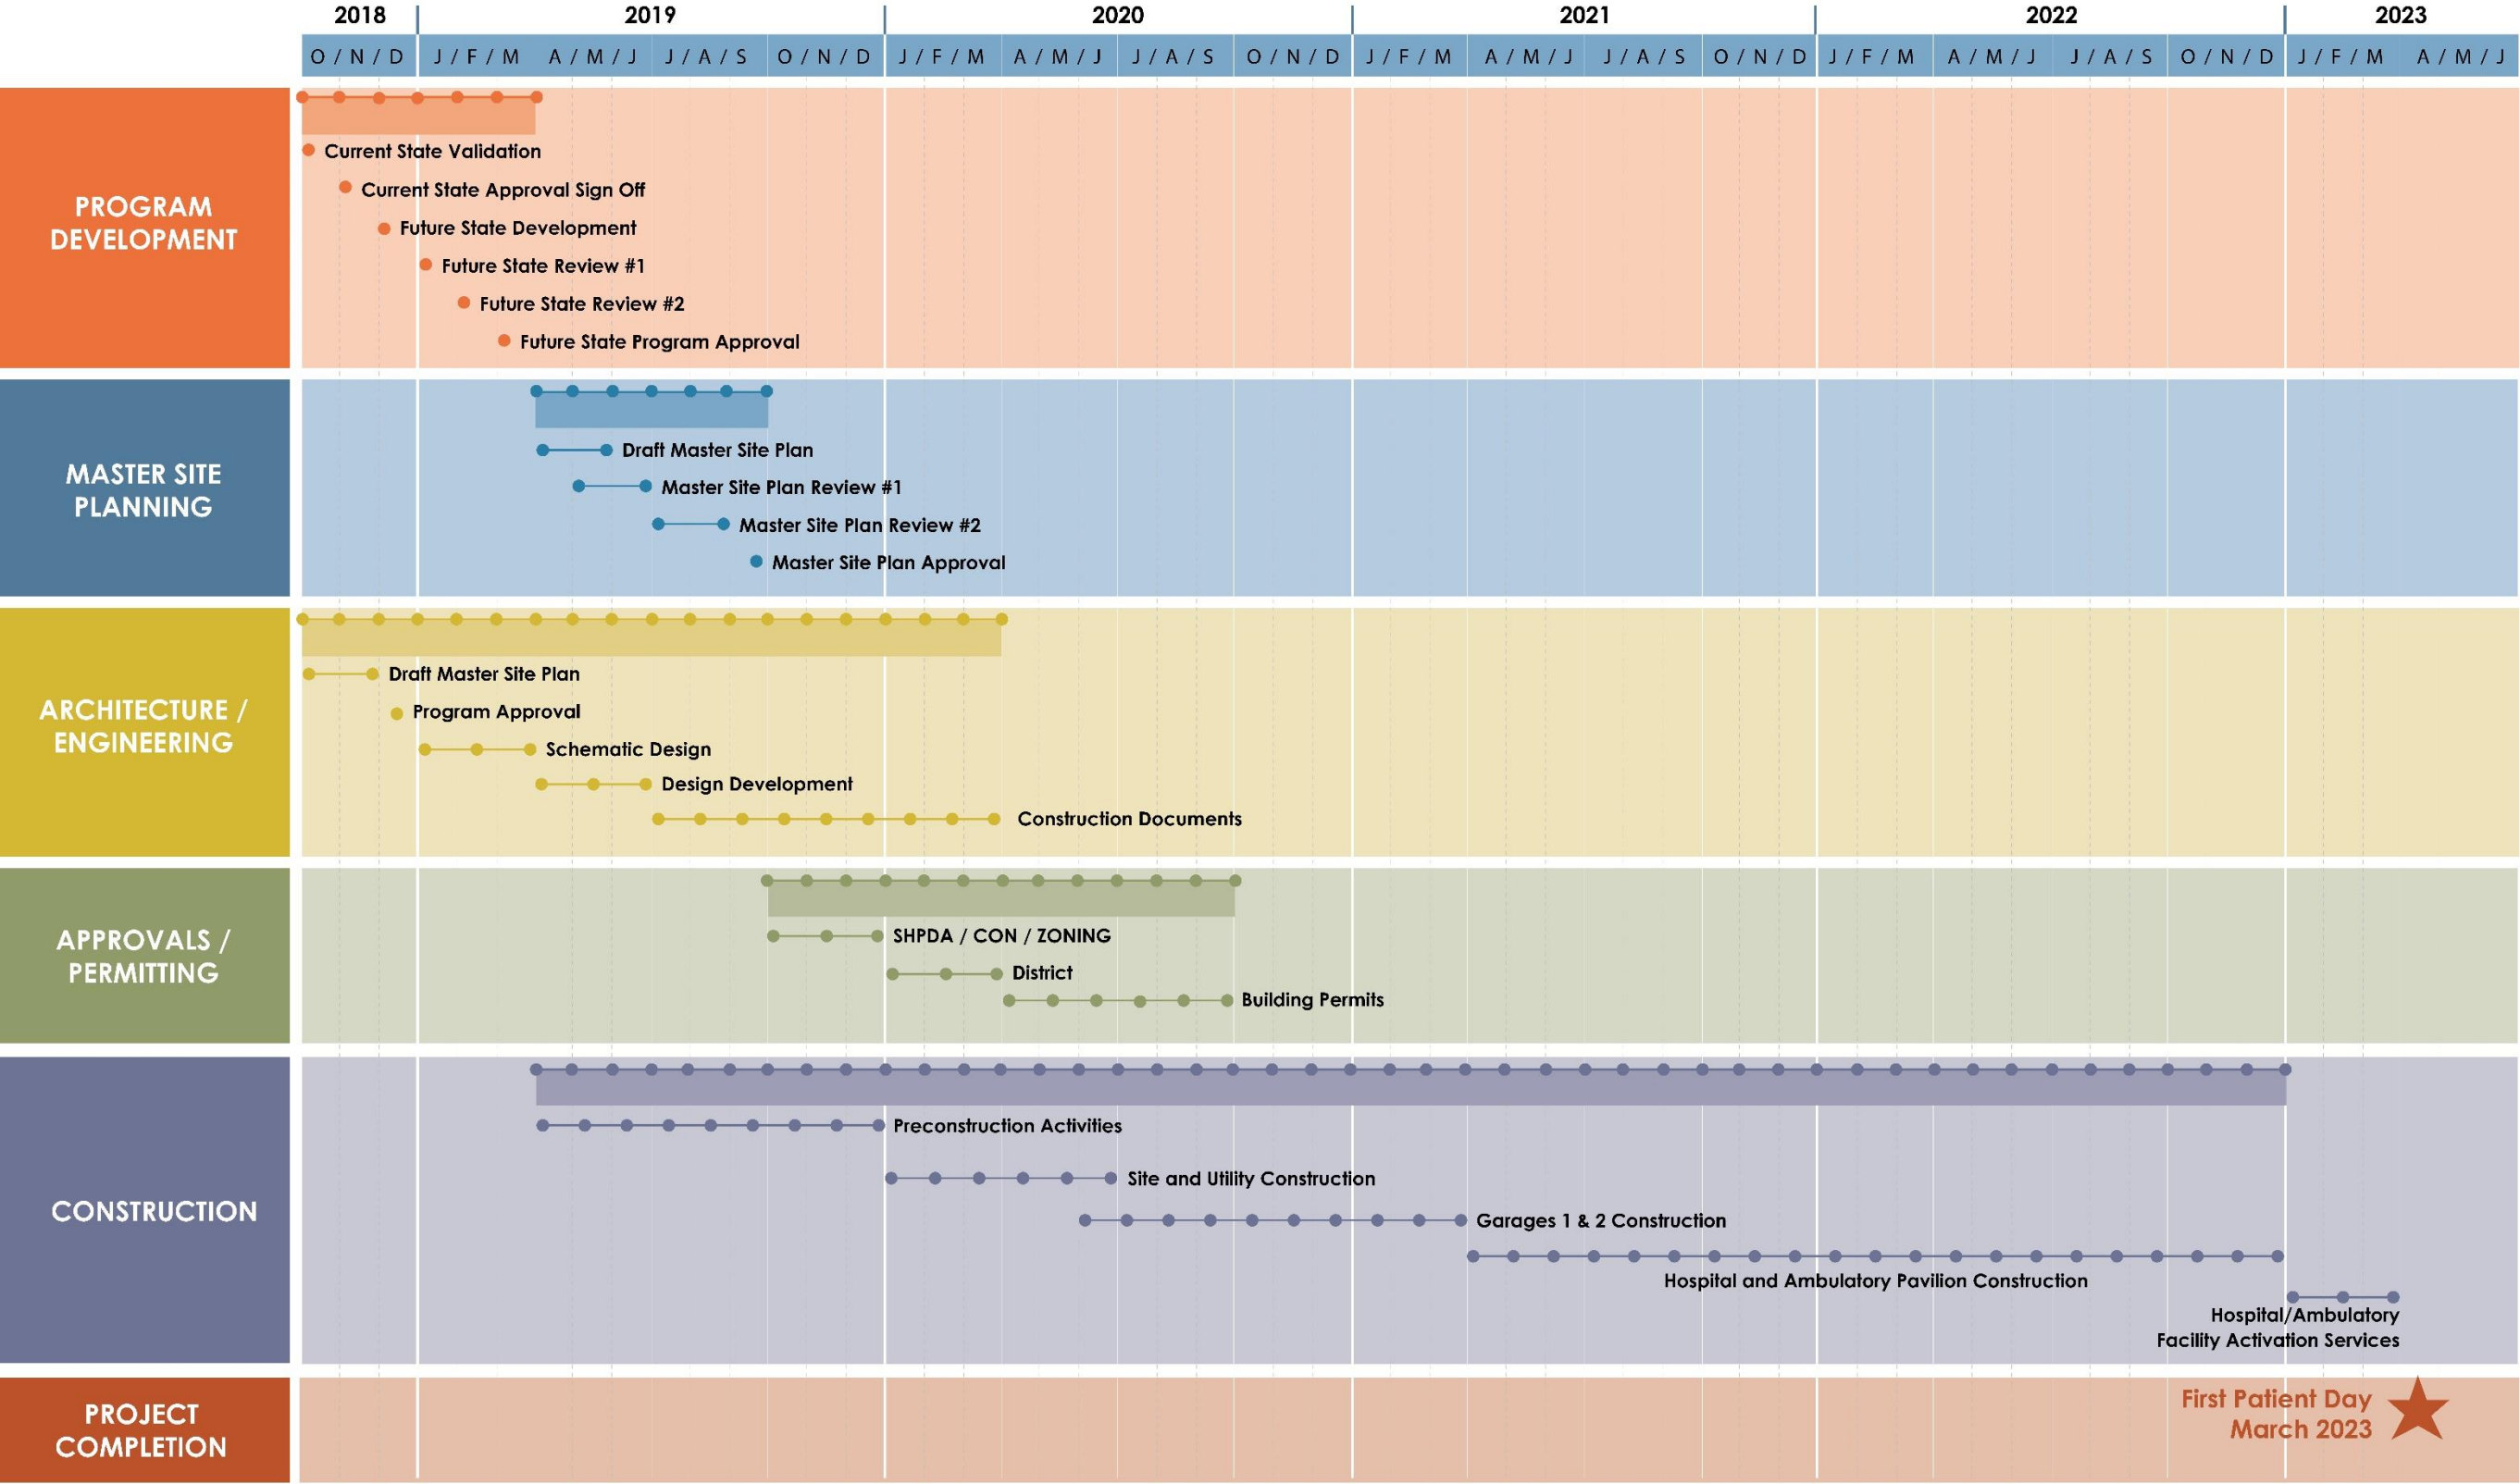 2018 2019 2020 2021 2022 2023
O / N / D J / F / M A / M / J J / A / S O / N / D J / F / M A / M / J J / A / S O / N / D J / F / M A / M / J J / A / S O / N / D J / F / M A / M / J J / A / S O / N / D J / F / M A / M / J
PROGRAM
DEVELOPMENT
Current State Validation
Current State Approval Sign Off
Future State Development
Future State Review #1
Future State Review #2
Future State Program Approval
MASTER SITE
PLANNING
Draft Master Site Plan
Master Site Plan Review #1
Master Site Plan Review #2
Master Site Plan Approval
ARCHITECTURE /
ENGINEERING
Draft Master Site Plan
Program Approval
Schematic Design
Design Development
Construction Documents
APPROVALS /
PERMITTING
SHPDA / CON / ZONING
District
Building Permits
CONSTRUCTION
Preconstruction Activities
Site and Utility Construction
Garages 1 & 2 Construction
Hospital and Ambulatory Pavilion Construction
Hospital/Ambulatory
Facility Activation Services
PROJECT
COMPLETION
First Patient Day
March 2023